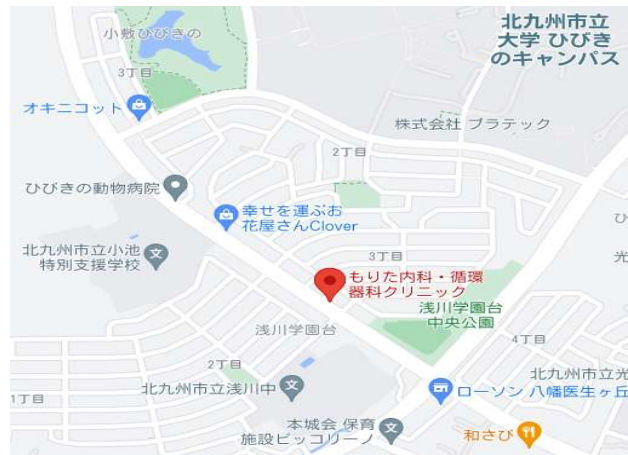 北九州市立
大学 ひびき
のキャンパス
小敷ひびきの
3丁目
オキニコット
株式会社 プラテック
2丁目
ひびきの動物病院
幸せを運ぶお
花屋さんClover
ひ
北九州市立小池
特別支援学校
3丁目
光
もりた内科・循環
器科クリニック
浅川学園台
中央公園
浅川学園台
4丁目
2丁目
北九州市立光
北九州市立浅川中
ローソン 八幡医生ヶ丘
1丁目
本城会 保育
施設ピッコリーノ
和さび